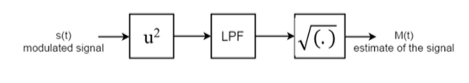 s(t)
modulated signal
u²
LPF
√(.)
M(t)
estimate of the signal